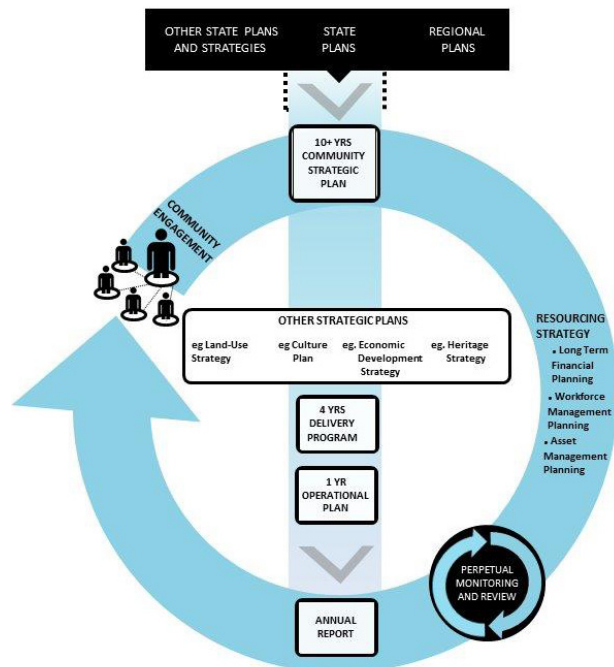 OTHER STATE PLANS
AND STRATEGIES
STATE
PLANS
REGIONAL
PLANS
10+ YRS
COMMUNITY
STRATEGIC
PLAN
COMMUNITY
ENGAGEMENT
OTHER STRATEGIC PLANS
eg Land-Use
Strategy
eg Culture
Plan
eg. Economic
Development
Strategy
eg. Heritage
Strategy
RESOURCING
STRATEGY
• Long Term
Financial
Planning
• Workforce
Management
Planning
• Asset
Management
Planning
4 YRS
DELIVERY
PROGRAM
1 YR
OPERATIONAL
PLAN
PERPETUAL
MONITORING
AND REVIEW
ANNUAL
REPORT